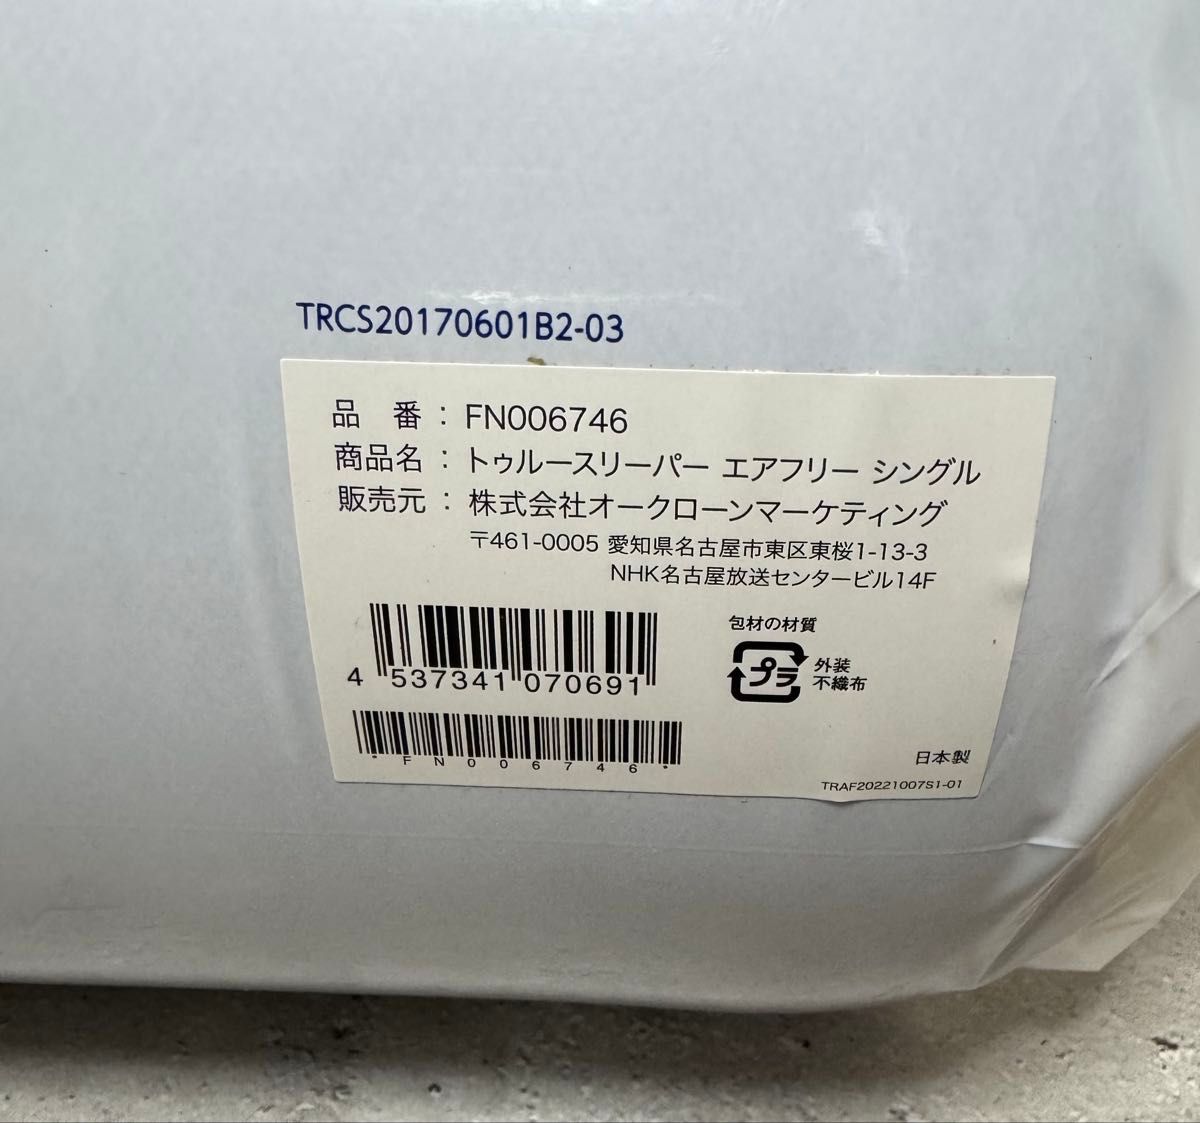 TRCS20170601B2-03
品 番 : FN006746
商品名 : トゥルースリーパー エアフリー シングル
販売元 : 株式会社オークローンマーケティング
〒461-0005 愛知県名古屋市東区東桜1-13-3
NHK名古屋放送センタービル14F
包材の材質
プラ
外装
不織布
4 537341 070691
*FN006746*
日本製
TRAF20221007S1-01